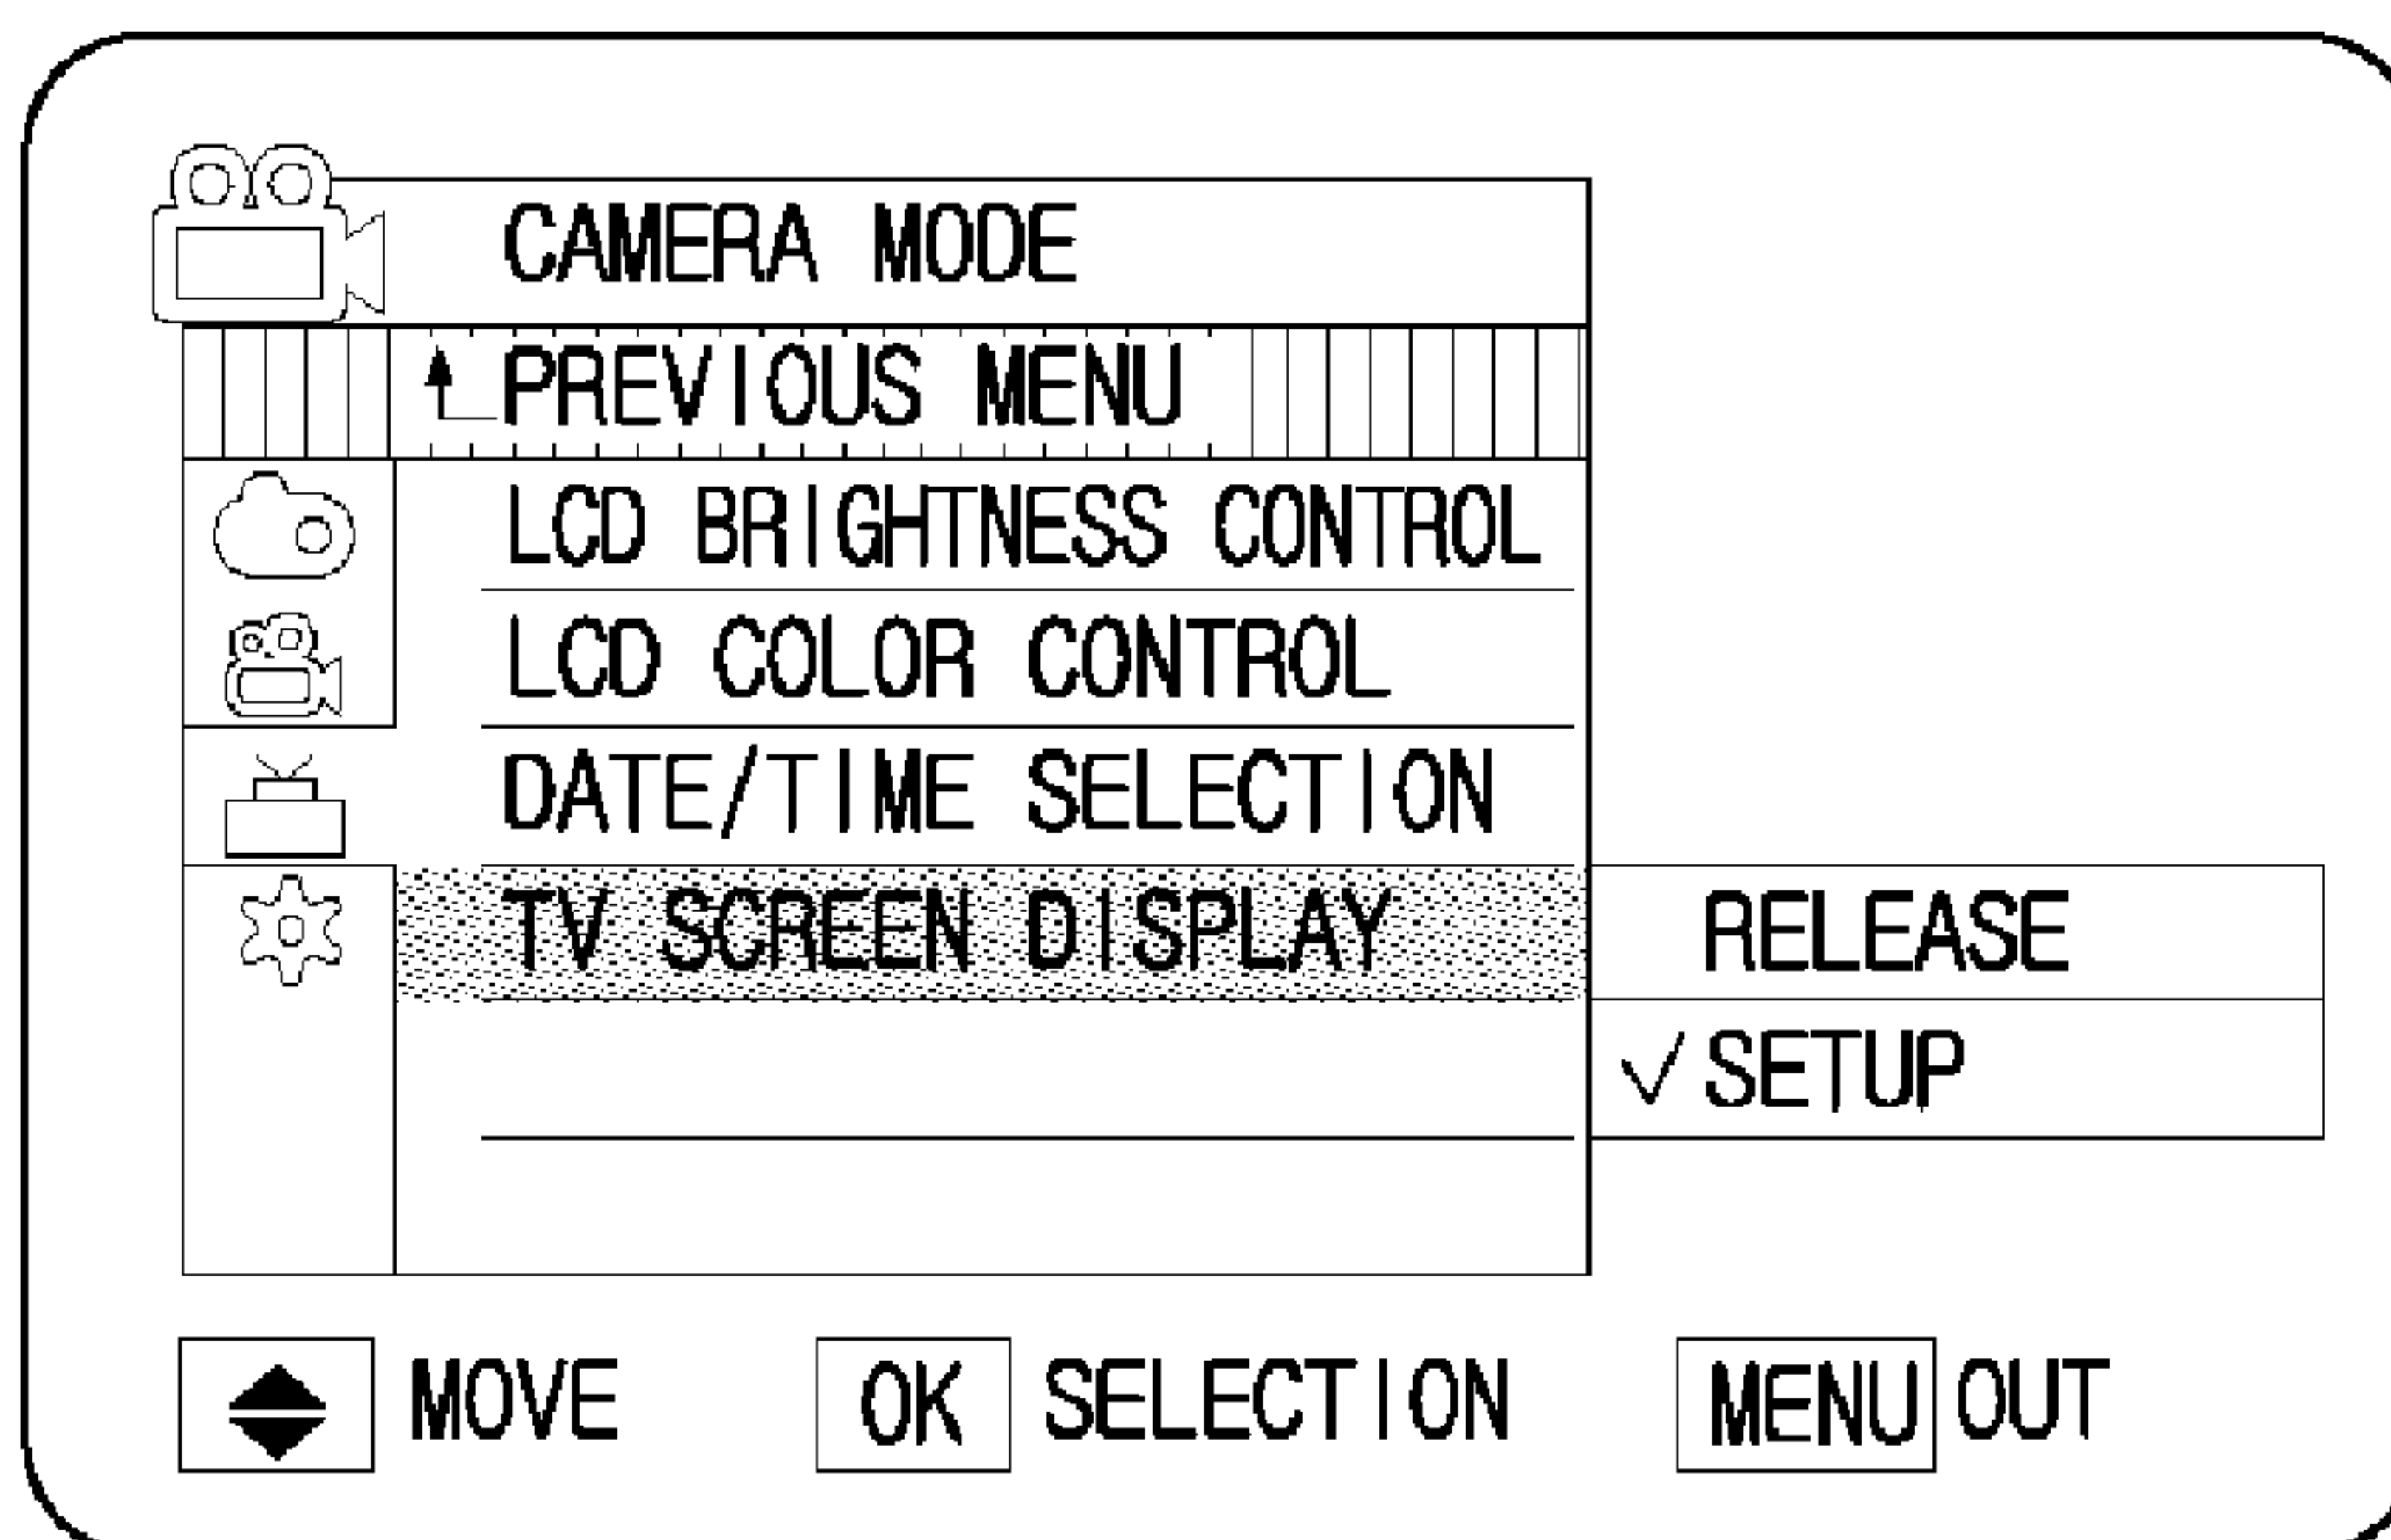 CAMERA MODE
PREVIOUS MENU
LCD BRIGHTNESS CONTROL
LCD COLOR CONTROL
DATE/TIME SELECTION
TV SCREEN DISPLAY
RELEASE
✓SETUP
MOVE
OK SELECTION
MENU OUT